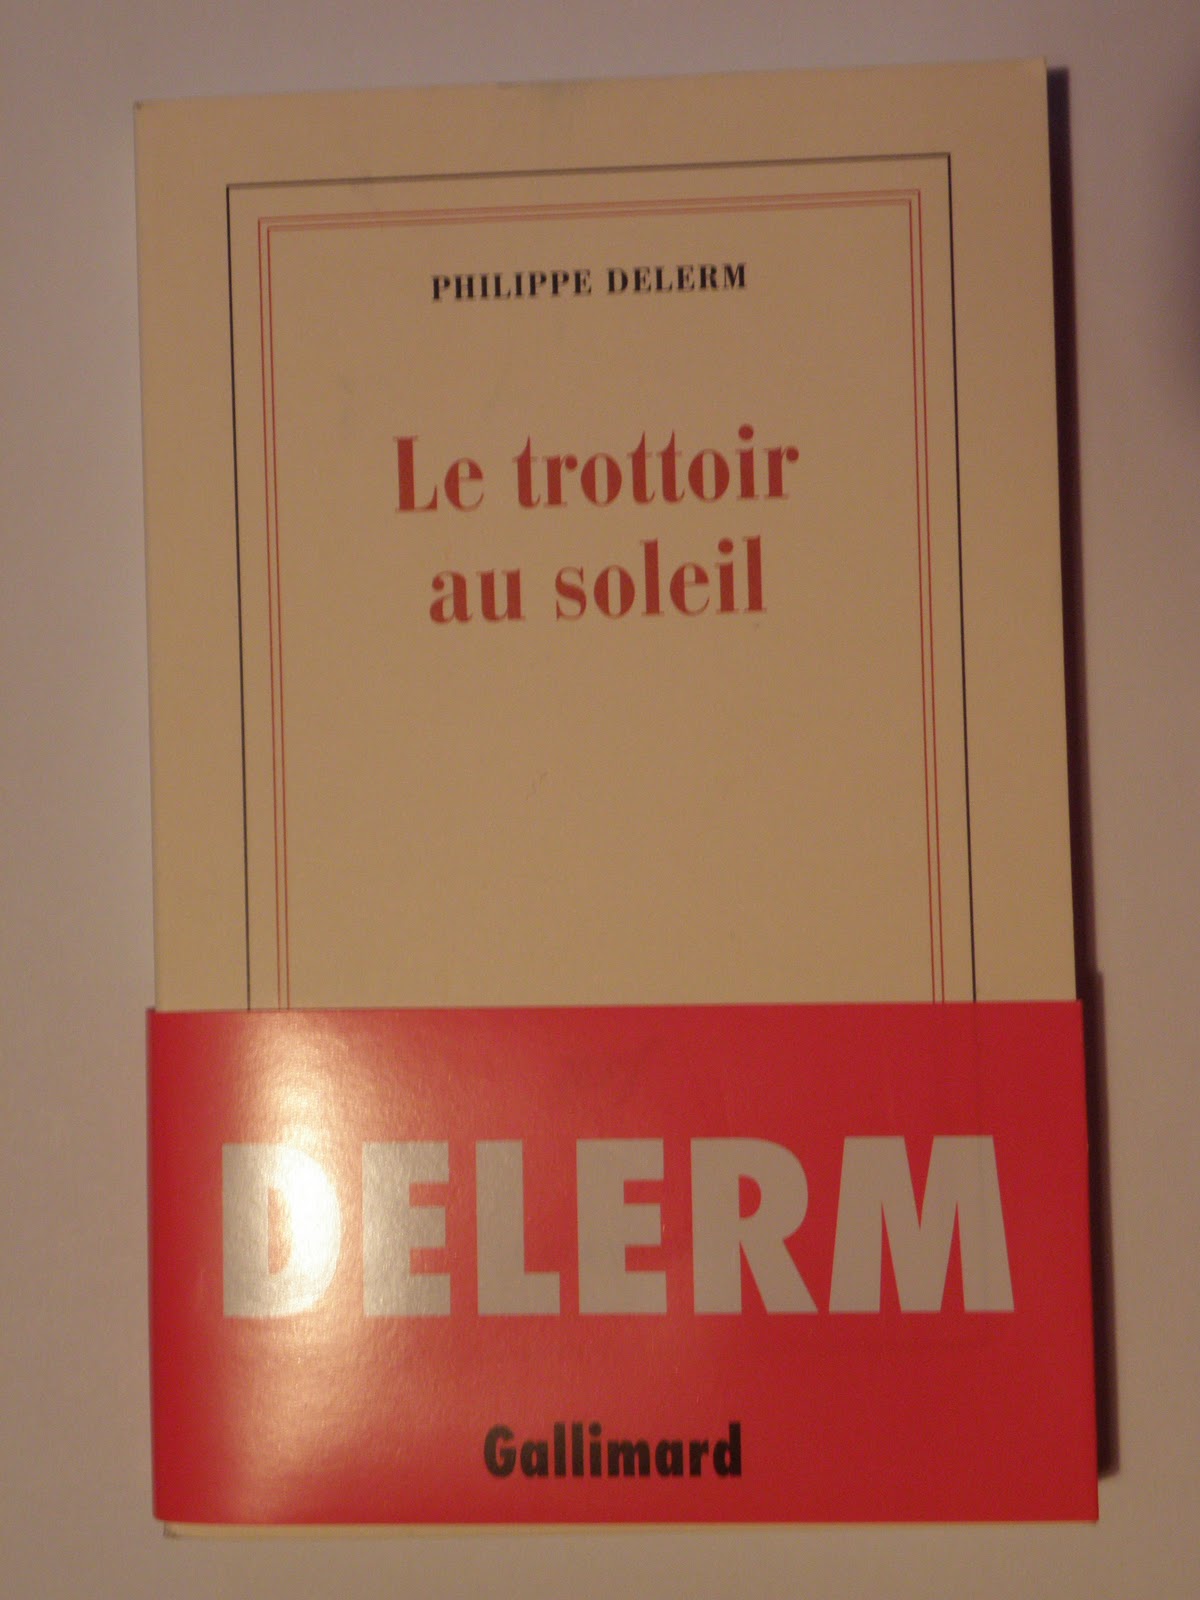 PHILIPPE DELERM
Le trottoir
au soleil
DELERM
Gallimard